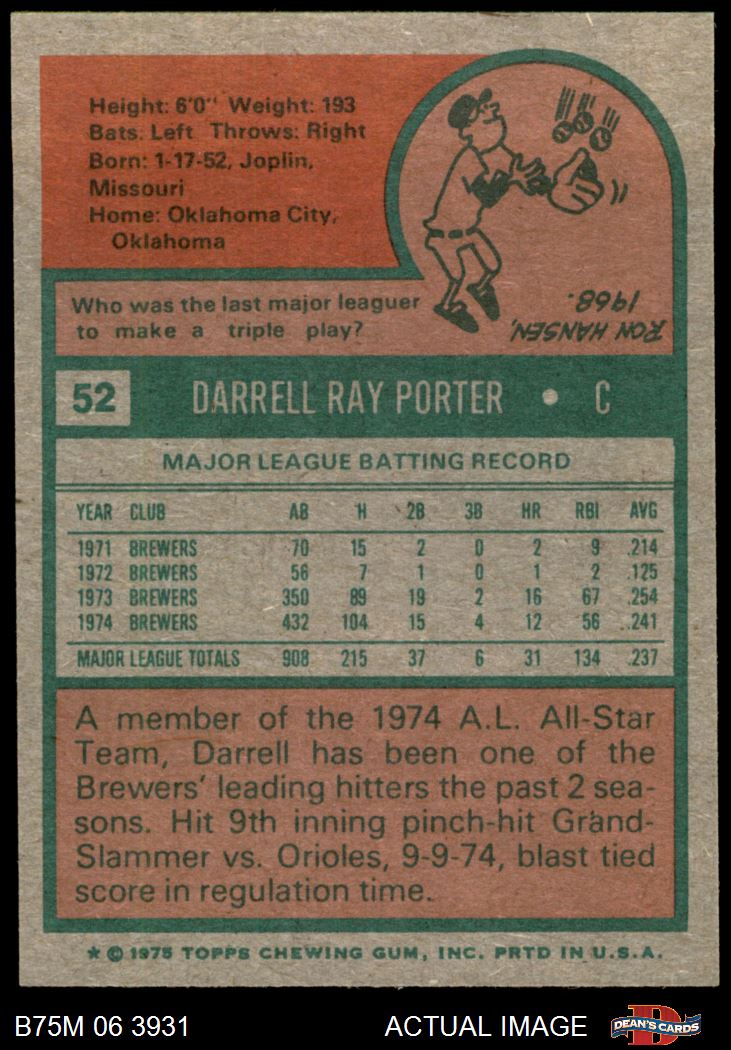 Height: 6'0" Weight: 193
Bats: Left Throws: Right
Born: 1-17-52, Joplin,
Missouri
Home: Oklahoma City,
Oklahoma
Who was the last major leaguer
to make a triple play?
RON HANSEN,
1968.
52 DARRELL RAY PORTER • C
MAJOR LEAGUE BATTING RECORD
YEAR CLUB AB H 2B 3B HR RBI AVG
1971 BREWERS 70 15 2 0 2 9 .214
1972 BREWERS 56 7 1 0 1 2 .125
1973 BREWERS 350 89 19 2 16 67 .254
1974 BREWERS 432 104 15 4 12 56 .241
MAJOR LEAGUE TOTALS 908 215 37 6 31 134 .237
A member of the 1974 A.L. All-Star
Team, Darrell has been one of the
Brewers' leading hitters the past 2 sea-
sons. Hit 9th inning pinch-hit Grand-
Slammer vs. Orioles, 9-9-74, blast tied
score in regulation time.
* © 1975 TOPPS CHEWING GUM, INC. PRTD IN U.S.A.
B75M 06 3931 ACTUAL IMAGE D DEAN'S CARDS